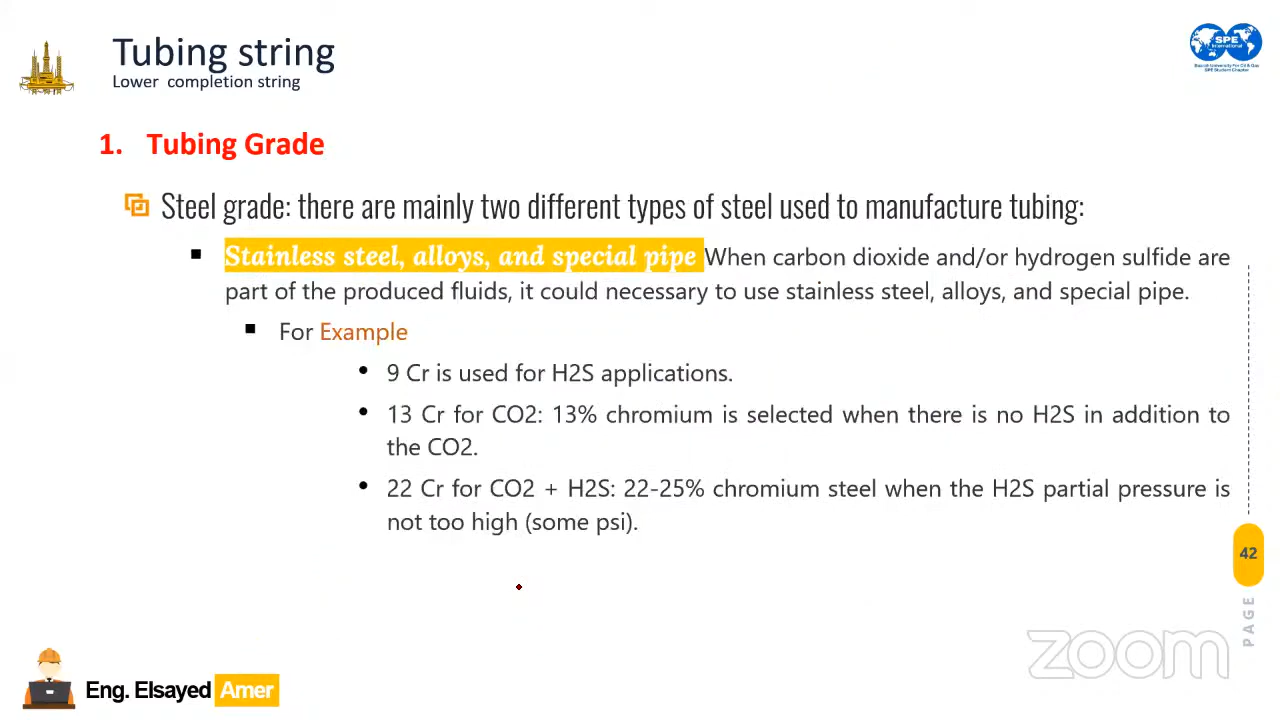 Tubing string
Lower completion string
SPE
International
1. Tubing Grade
Steel grade: there are mainly two different types of steel used to manufacture tubing:
Stainless steel, alloys, and special pipe When carbon dioxide and/or hydrogen sulfide are
part of the produced fluids, it could necessary to use stainless steel, alloys, and special pipe.
For Example
9 Cr is used for H2S applications.
13 Cr for CO2: 13% chromium is selected when there is no H2S in addition to
the CO2.
22 Cr for CO2 + H2S: 22-25% chromium steel when the H2S partial pressure is
not too high (some psi).
42
PAGE
zoom
Eng. Elsayed Amer